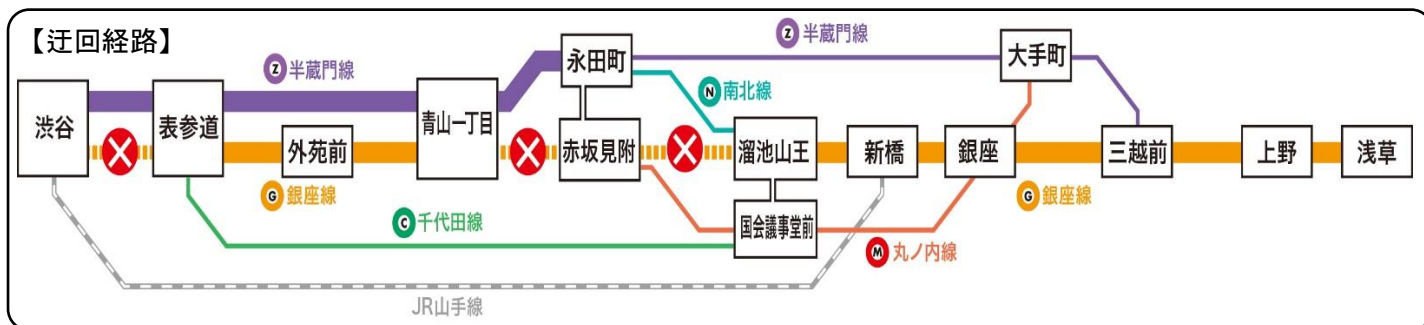 【迂回経路】
Z 半蔵門線
Z 半蔵門線
永田町
大手町
N 南北線
渋谷
表参道
外苑前
青山一丁目
赤坂見附
溜池山王
新橋
銀座
三越前
上野
浅草
G 銀座線
G 銀座線
C 千代田線
国会議事堂前
M 丸ノ内線
JR山手線